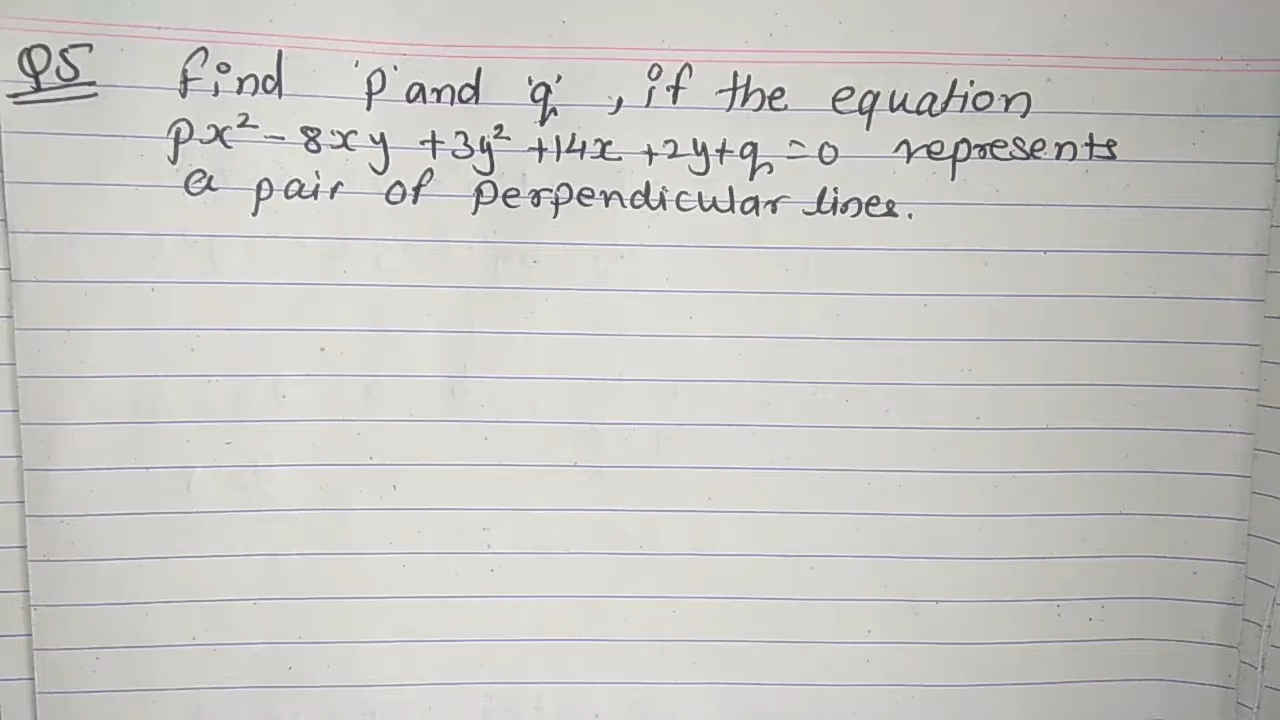 Q5 find 'p' and 'q', if the equation
px² - 8xy + 3y² + 14x + 2y + q = 0 represents
a pair of perpendicular lines.